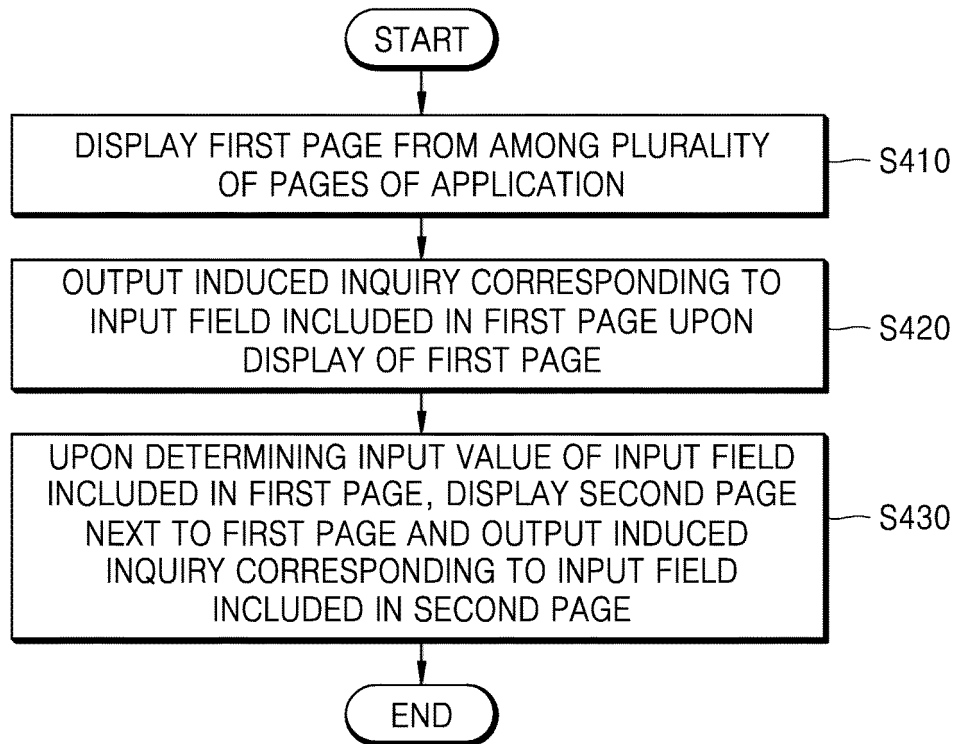 START
DISPLAY FIRST PAGE FROM AMONG PLURALITY
OF PAGES OF APPLICATION
S410
OUTPUT INDUCED INQUIRY CORRESPONDING TO
INPUT FIELD INCLUDED IN FIRST PAGE UPON
DISPLAY OF FIRST PAGE
S420
UPON DETERMINING INPUT VALUE OF INPUT FIELD
INCLUDED IN FIRST PAGE, DISPLAY SECOND PAGE
NEXT TO FIRST PAGE AND OUTPUT INDUCED
INQUIRY CORRESPONDING TO INPUT FIELD
INCLUDED IN SECOND PAGE
S430
END